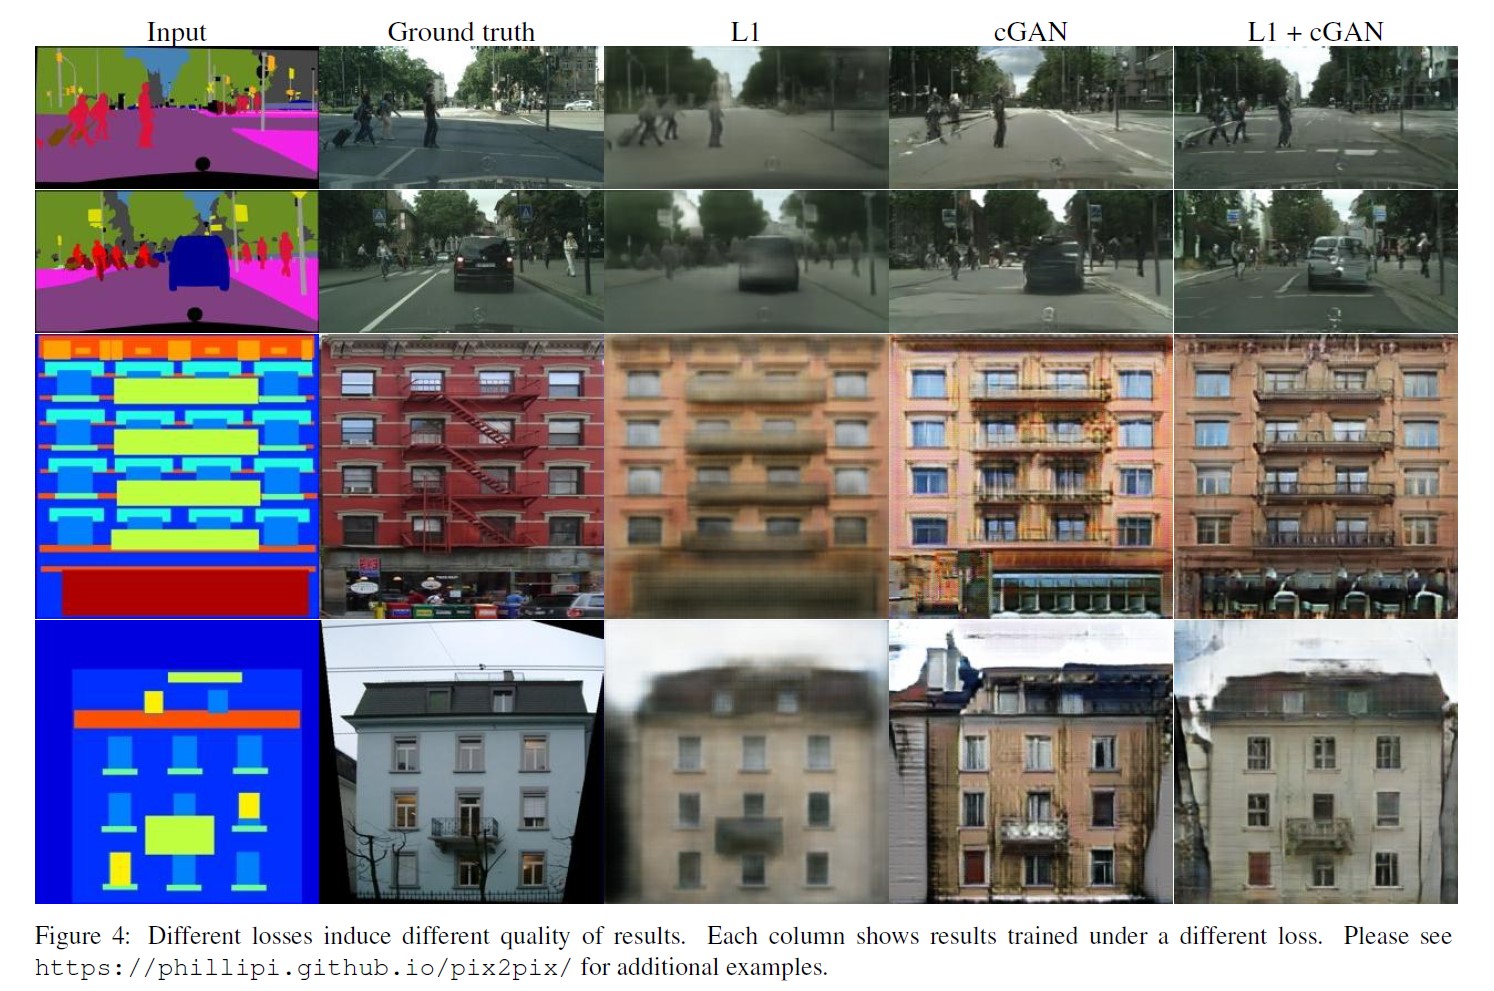 Input Ground truth L1 cGAN L1 + cGAN
Figure 4: Different losses induce different quality of results. Each column shows results trained under a different loss. Please see
https://phillipi.github.io/pix2pix/ for additional examples.